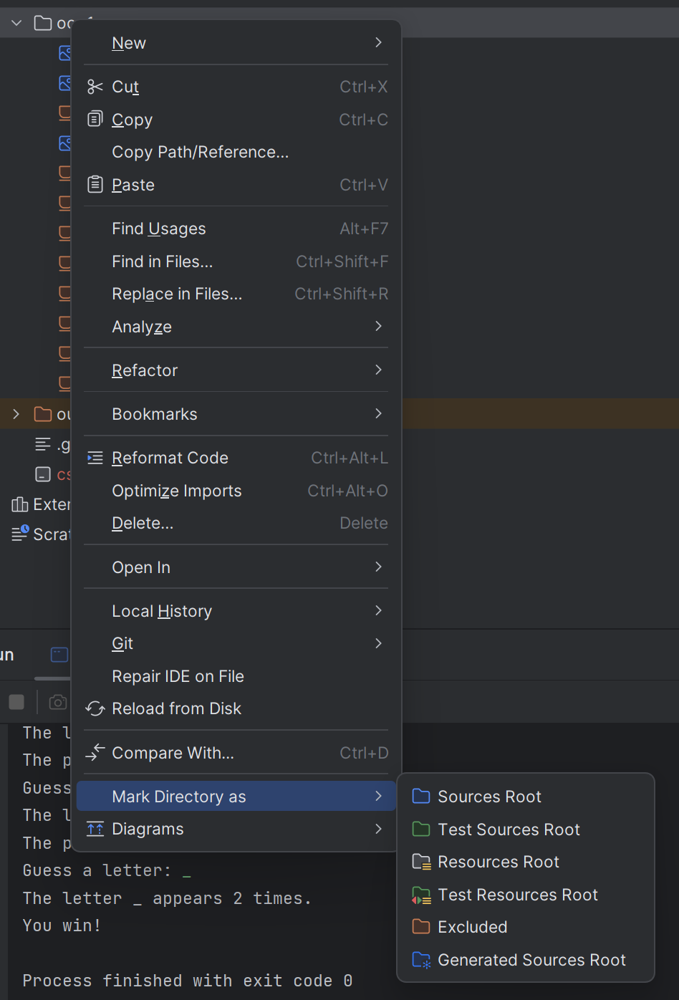 New
Cut Ctrl+X
Copy Ctrl+C
Copy Path/Reference...
Paste Ctrl+V
Find Usages Alt+F7
Find in Files... Ctrl+Shift+F
Replace in Files... Ctrl+Shift+R
Analyze
Refactor
Bookmarks
Reformat Code Ctrl+Alt+L
Optimize Imports Ctrl+Alt+O
Delete... Delete
Open In
Local History
Git
Repair IDE on File
Reload from Disk
Compare With... Ctrl+D
Mark Directory as
Diagrams
Sources Root
Test Sources Root
Resources Root
Test Resources Root
Excluded
Generated Sources Root
ou
.g
cs
Exter
Scrat
un
The l
The p
Guess
The l
The p
Guess a letter: _
The letter _ appears 2 times.
You win!
Process finished with exit code 0